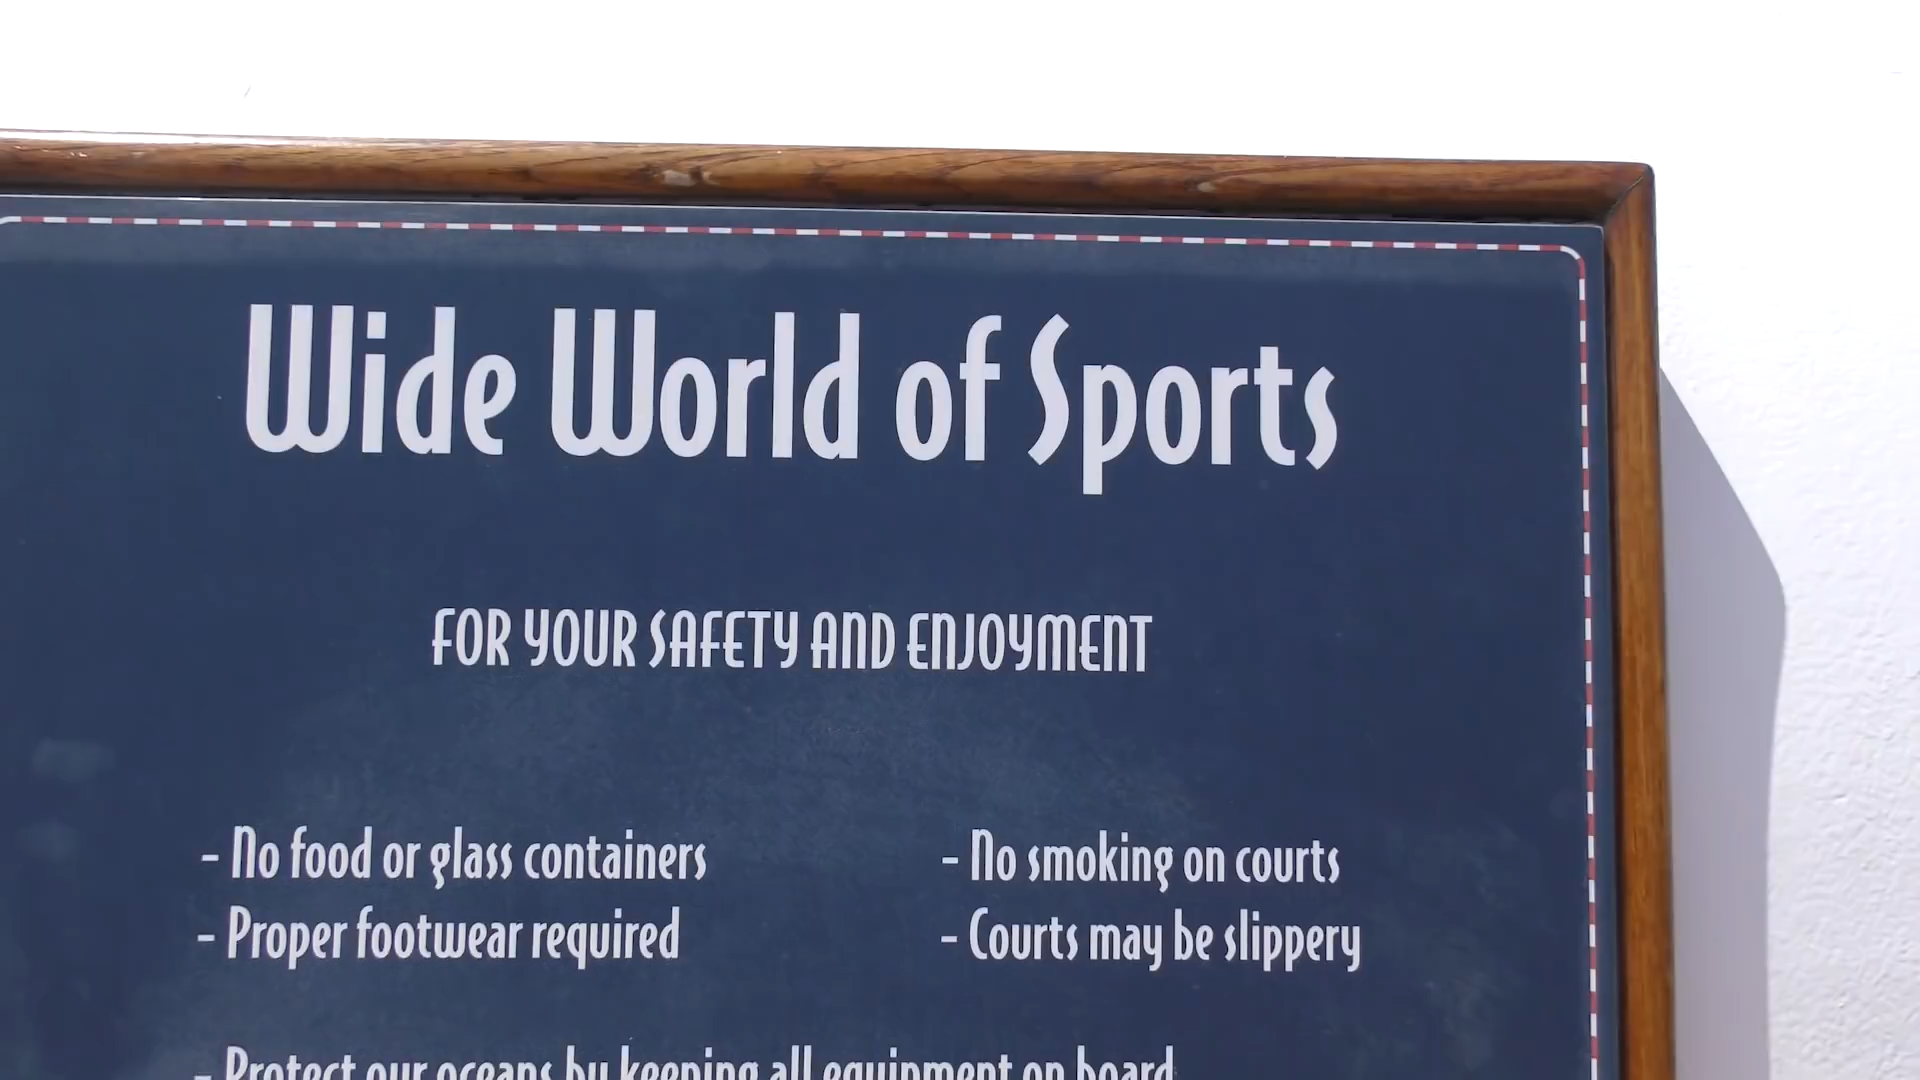 Wide World of Sports
FOR YOUR SAFETY AND ENJOYMENT
- No food or glass containers
- Proper footwear required
- No smoking on courts
- Courts may be slippery
- Protect our oceans by keeping all equipment on board